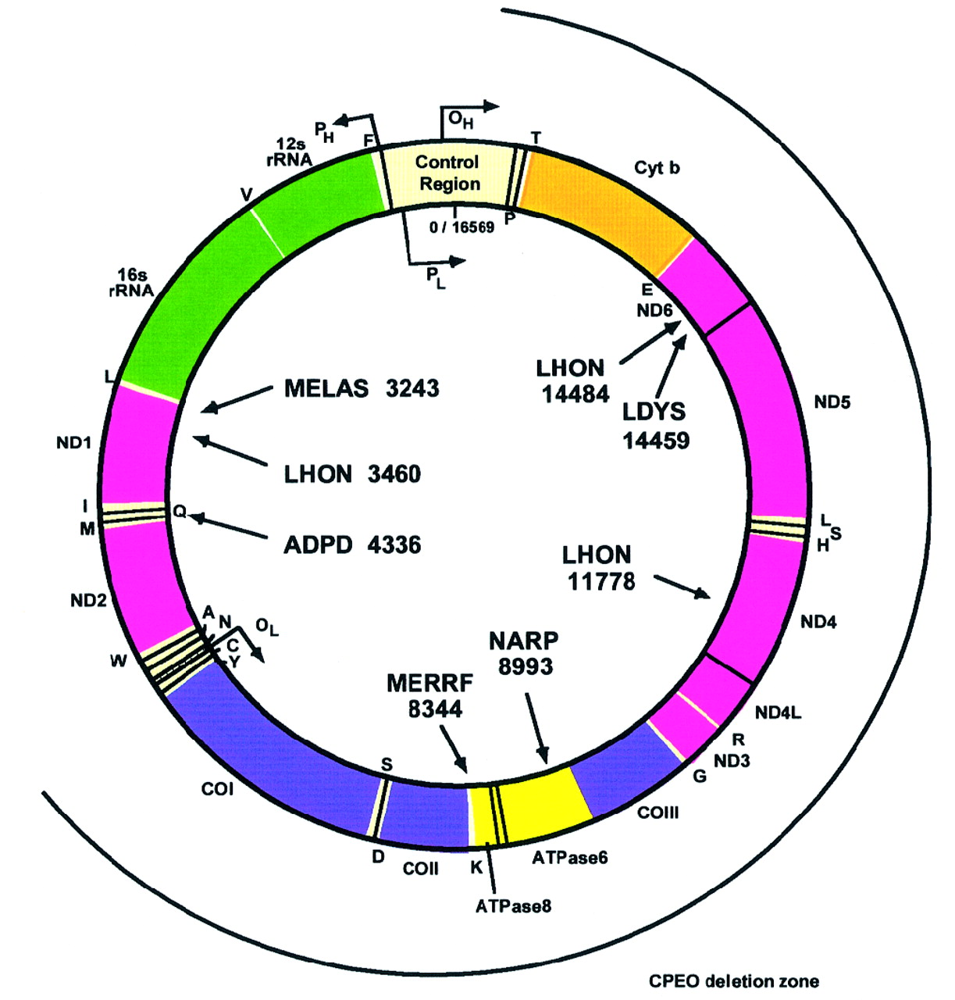 OH
PH
F
T
12s
rRNA
Control
Region
Cyt b
V
0 / 16569
P
PL
16s
rRNA
E
ND6
L
MELAS 3243
LHON
14484
LDYS
14459
ND5
ND1
LHON 3460
I
Q
M
ADPD 4336
L
S
H
LHON
11778
ND2
ND4
A
N
OL
C
Y
W
NARP
8993
MERRF
8344
ND4L
R
ND3
G
S
COI
COIII
D
COII
K
ATPase6
ATPase8
CPEO deletion zone